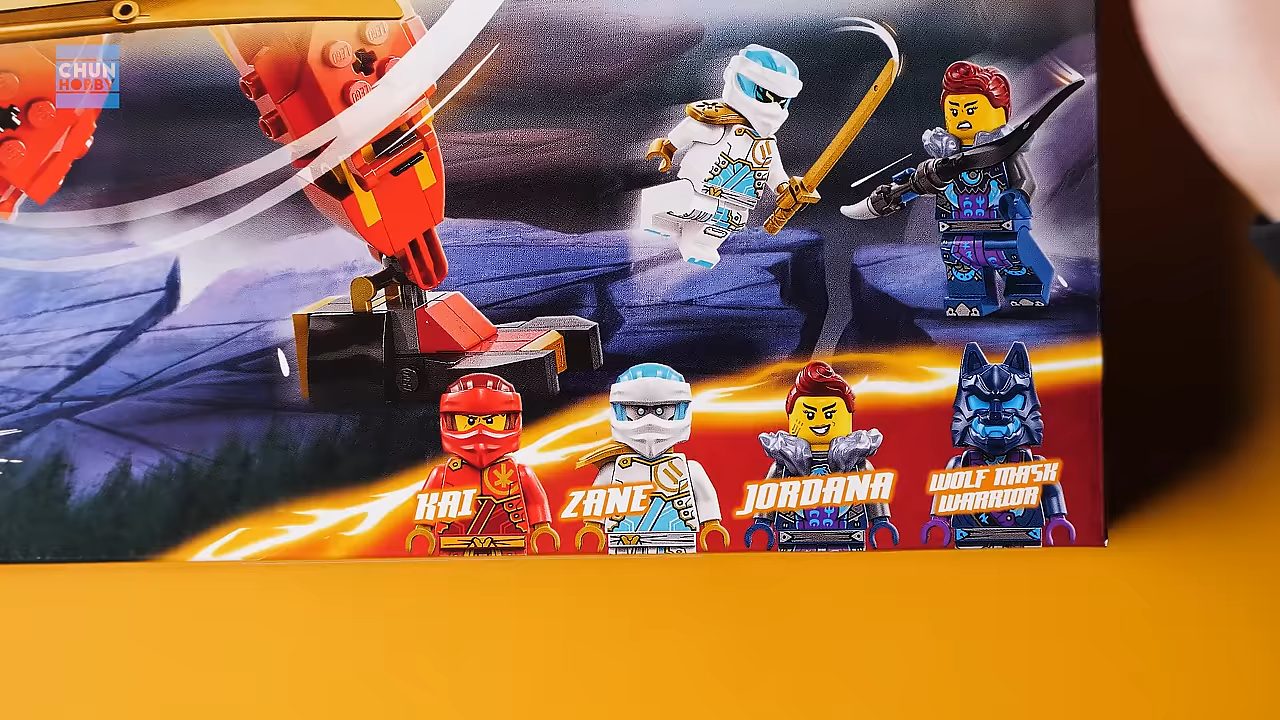 CHUN
HOBBY
KAI
ZANE
JORDANA
WOLF MASK
WARRIOR